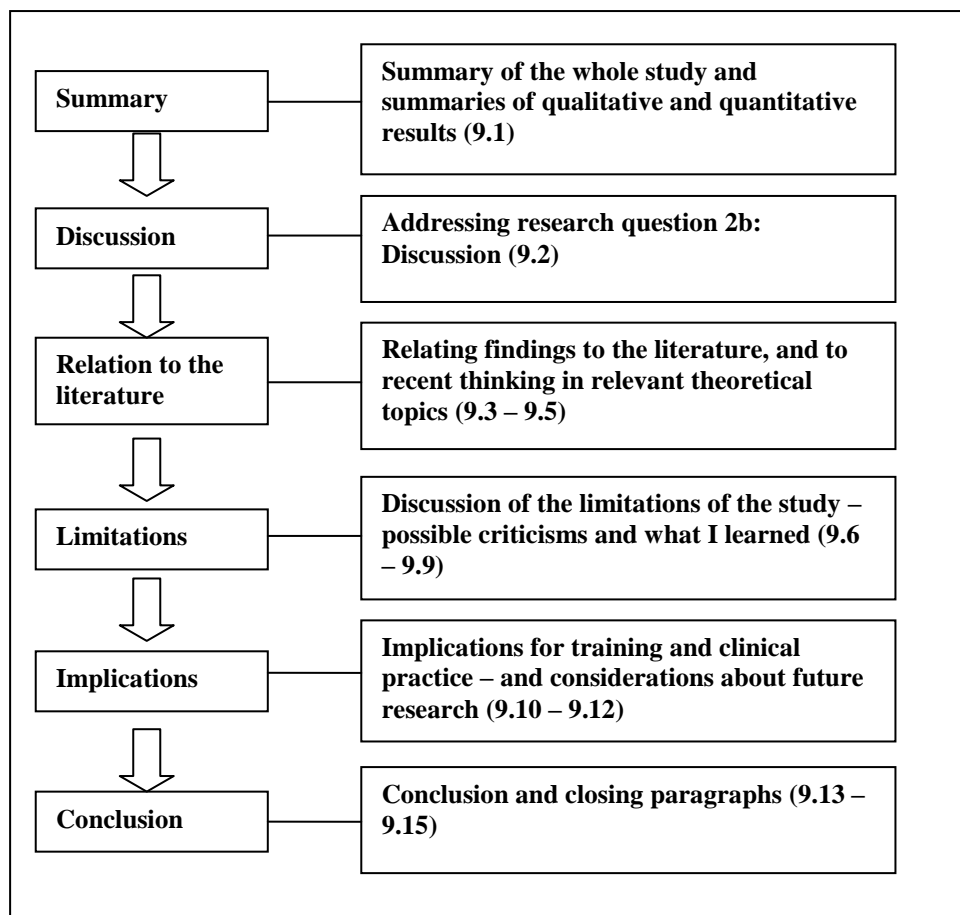 Summary
Summary of the whole study and
summaries of qualitative and quantitative
results (9.1)
Discussion
Addressing research question 2b:
Discussion (9.2)
Relation to the
literature
Relating findings to the literature, and to
recent thinking in relevant theoretical
topics (9.3 – 9.5)
Limitations
Discussion of the limitations of the study –
possible criticisms and what I learned (9.6
– 9.9)
Implications
Implications for training and clinical
practice – and considerations about future
research (9.10 – 9.12)
Conclusion
Conclusion and closing paragraphs (9.13 –
9.15)